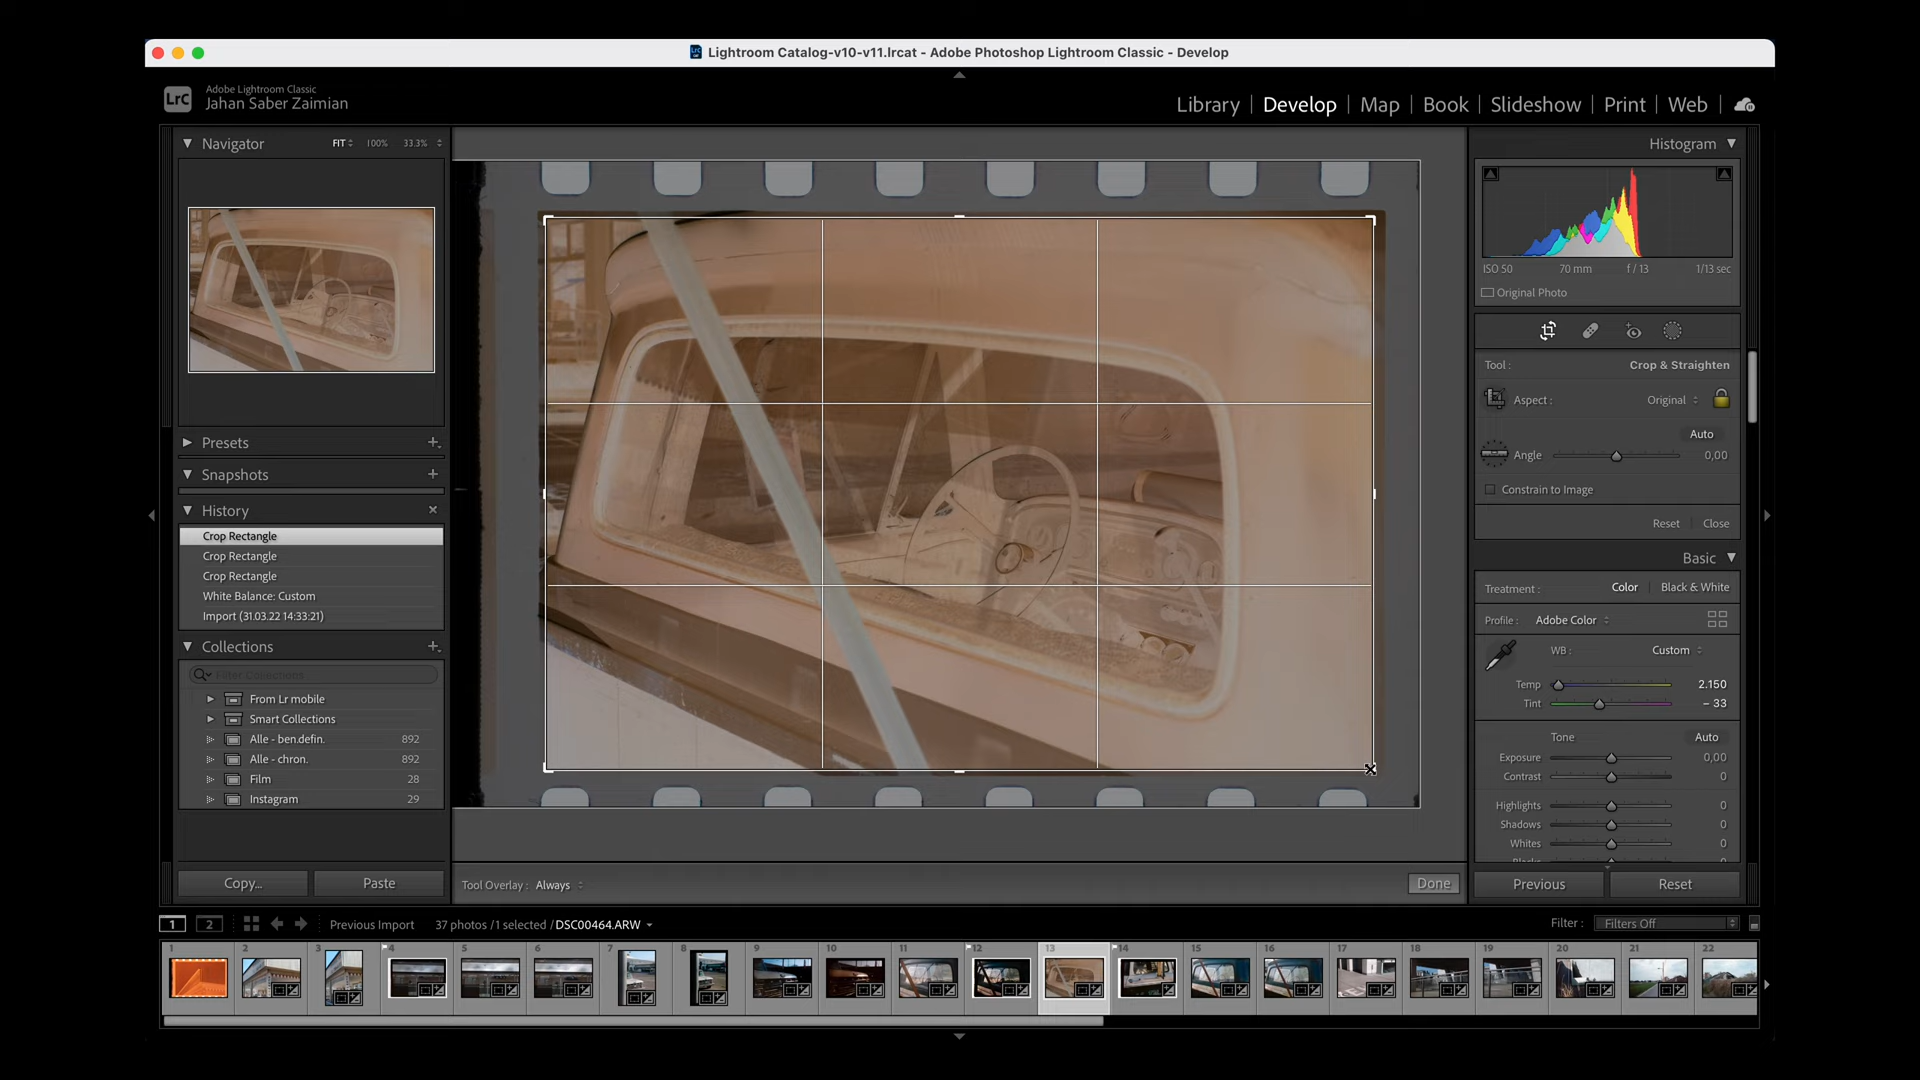 Lightroom Catalog-v10-v11.lrcat - Adobe Photoshop Lightroom Classic - Develop
LrC
Adobe Lightroom Classic
Jahan Saber Zaimian
Library | Develop | Map | Book | Slideshow | Print | Web
Navigator
FIT
100%
33.3%
Presets
Snapshots
History
Crop Rectangle
Crop Rectangle
Crop Rectangle
White Balance: Custom
Import (31.03.22 14:33:21)
Collections
Filter Collections
From Lr mobile
Smart Collections
Alle - ben.defin. 892
Alle - chron. 892
Film 28
Instagram 29
Copy...
Paste
Tool Overlay : Always
Done
Histogram
ISO 50 70 mm f / 13 1/13 sec
Original Photo
Tool : Crop & Straighten
Aspect : Original
Auto
Angle 0,00
Constrain to Image
Reset Close
Basic
Treatment : Color Black & White
Profile : Adobe Color
WB : Custom
Temp 2.150
Tint – 33
Tone Auto
Exposure 0,00
Contrast 0
Highlights 0
Shadows 0
Whites 0
Previous
Reset
1 2 Previous Import 37 photos /1 selected /DSC00464.ARW
Filter : Filters Off
1 2 3 4 5 6 7 8 9 10 11 12 13 14 15 16 17 18 19 20 21 22